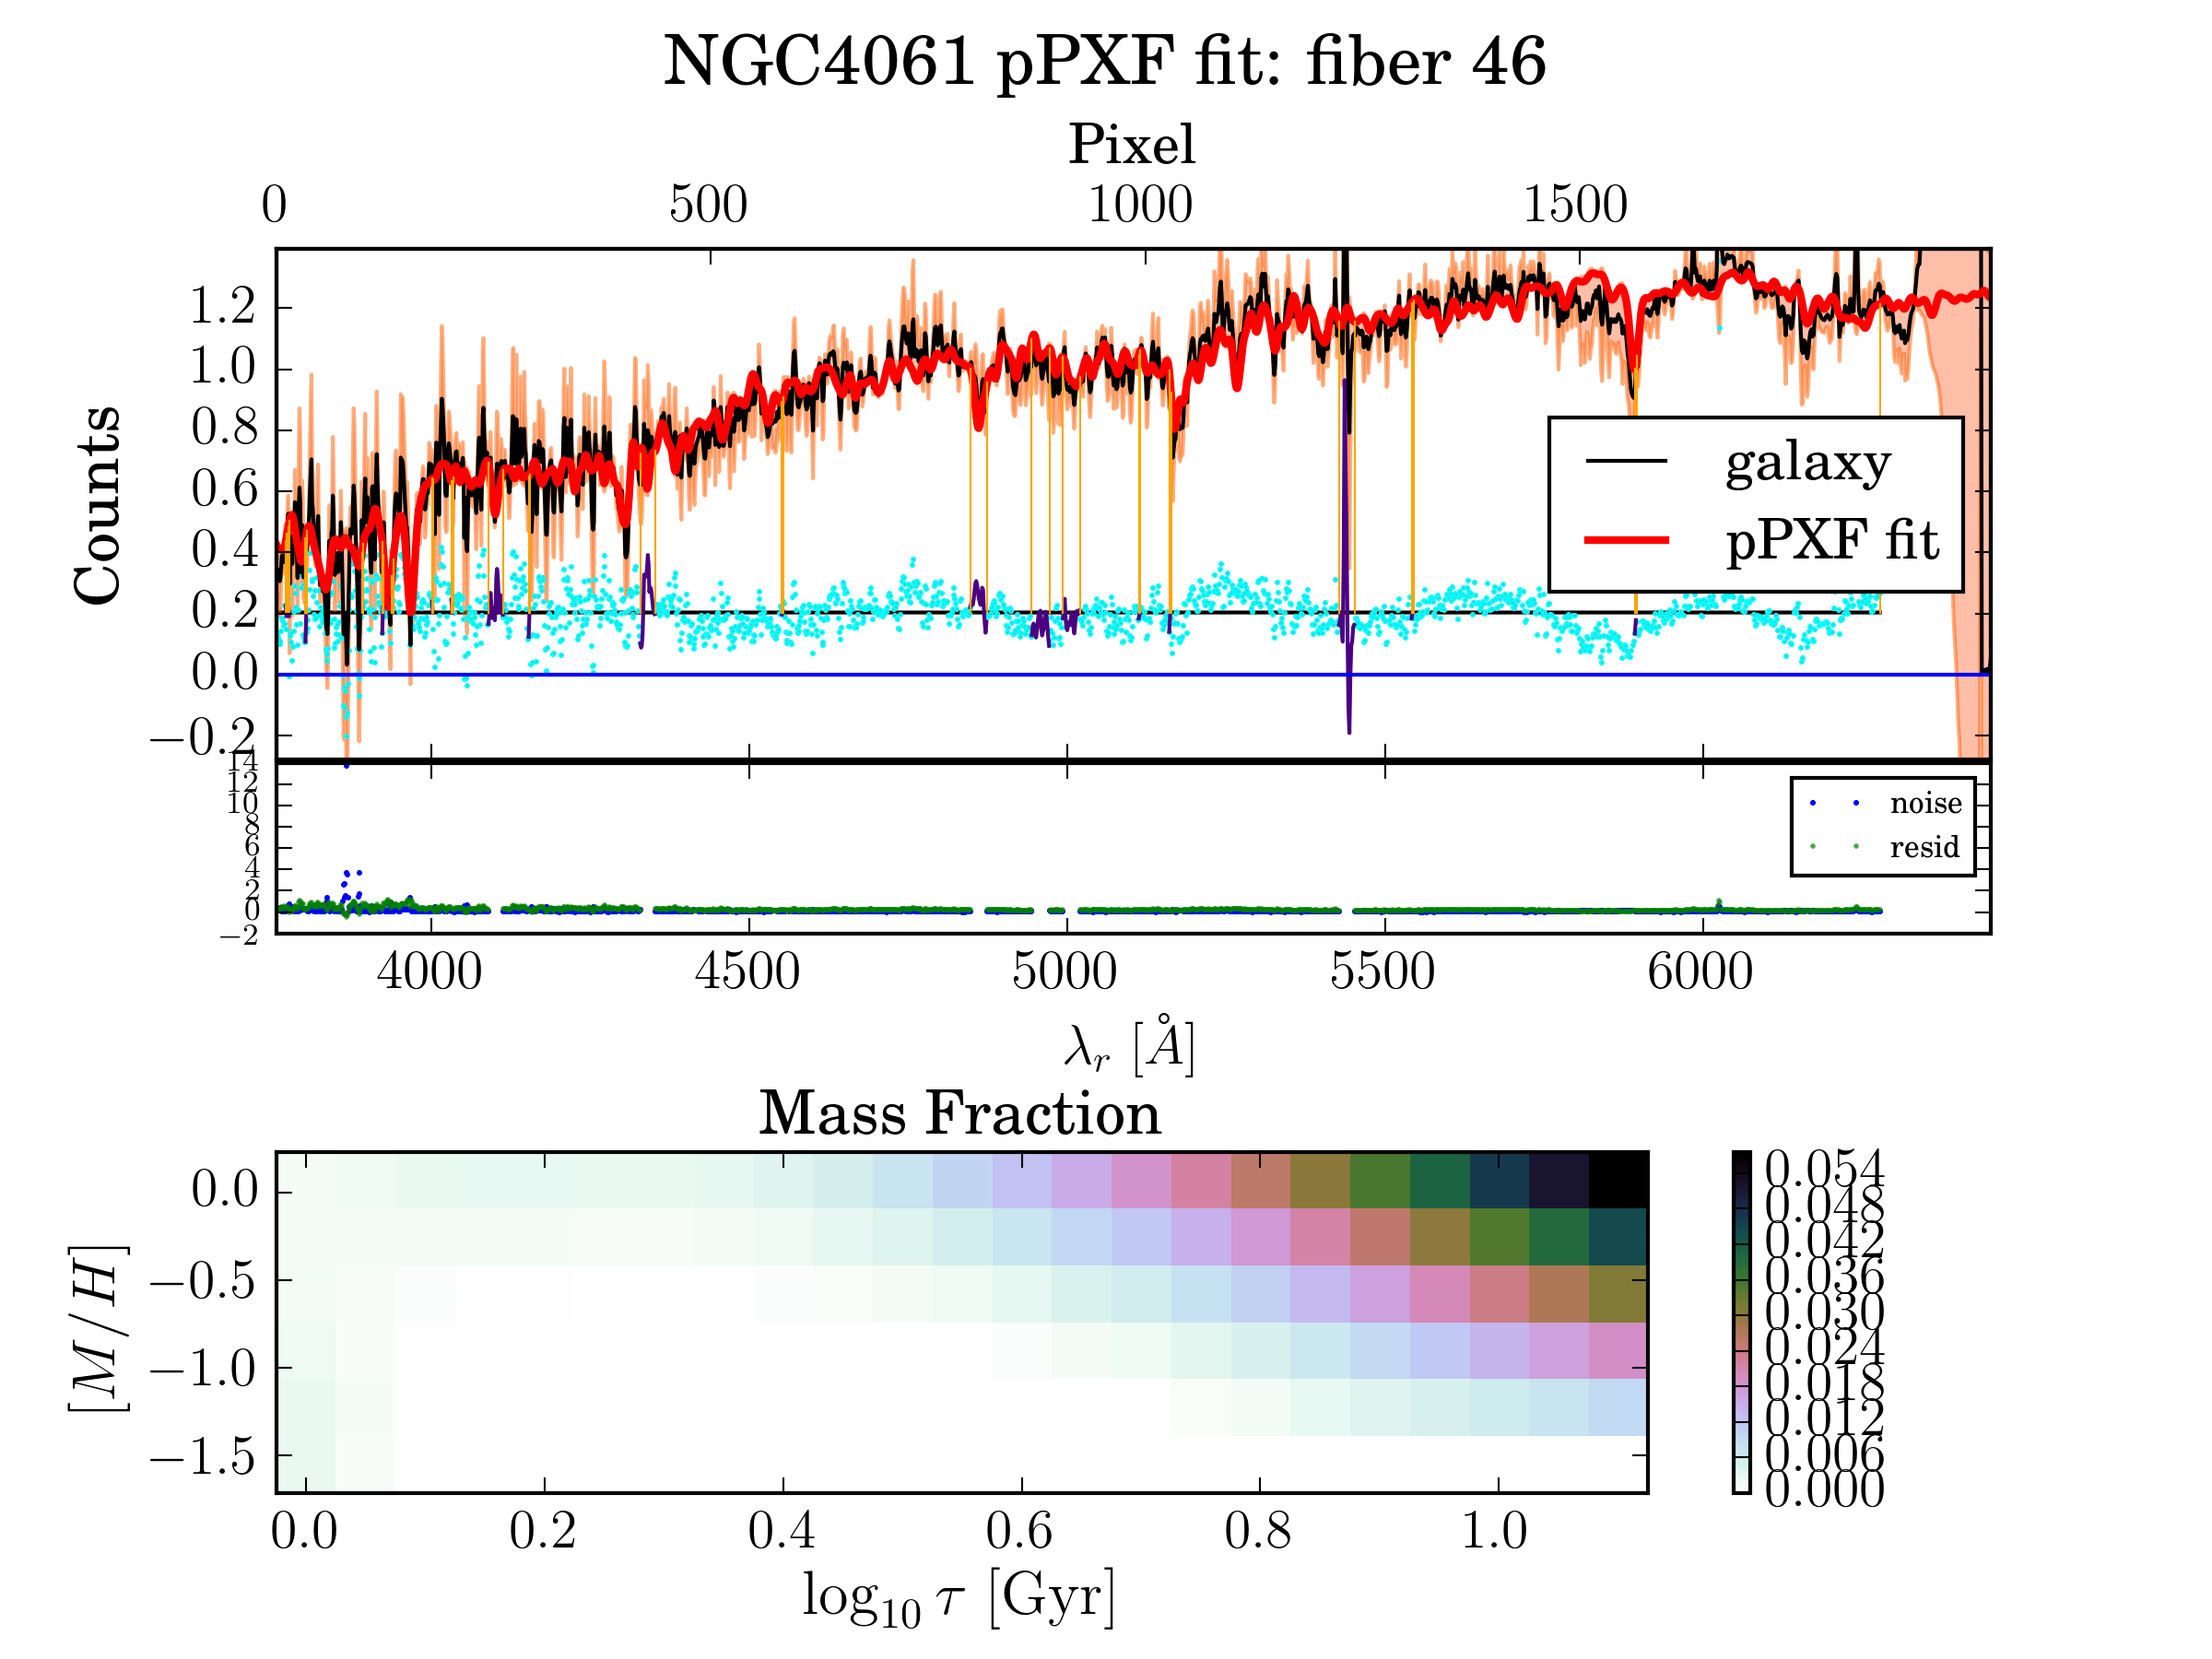 NGC4061 pPXF fit: fiber 46
Pixel
0 500 1000 1500
Counts
1.2
1.0
0.8
0.6
0.4
0.2
0.0
−0.2
galaxy
pPXF fit
14
12
10
8
6
4
2
0
−2
noise
resid
4000 4500 5000 5500 6000
λr [Å]
Mass Fraction
[M/H]
0.0
−0.5
−1.0
−1.5
0.0 0.2 0.4 0.6 0.8 1.0
log10 τ [Gyr]
0.054
0.048
0.042
0.036
0.030
0.024
0.018
0.012
0.006
0.000